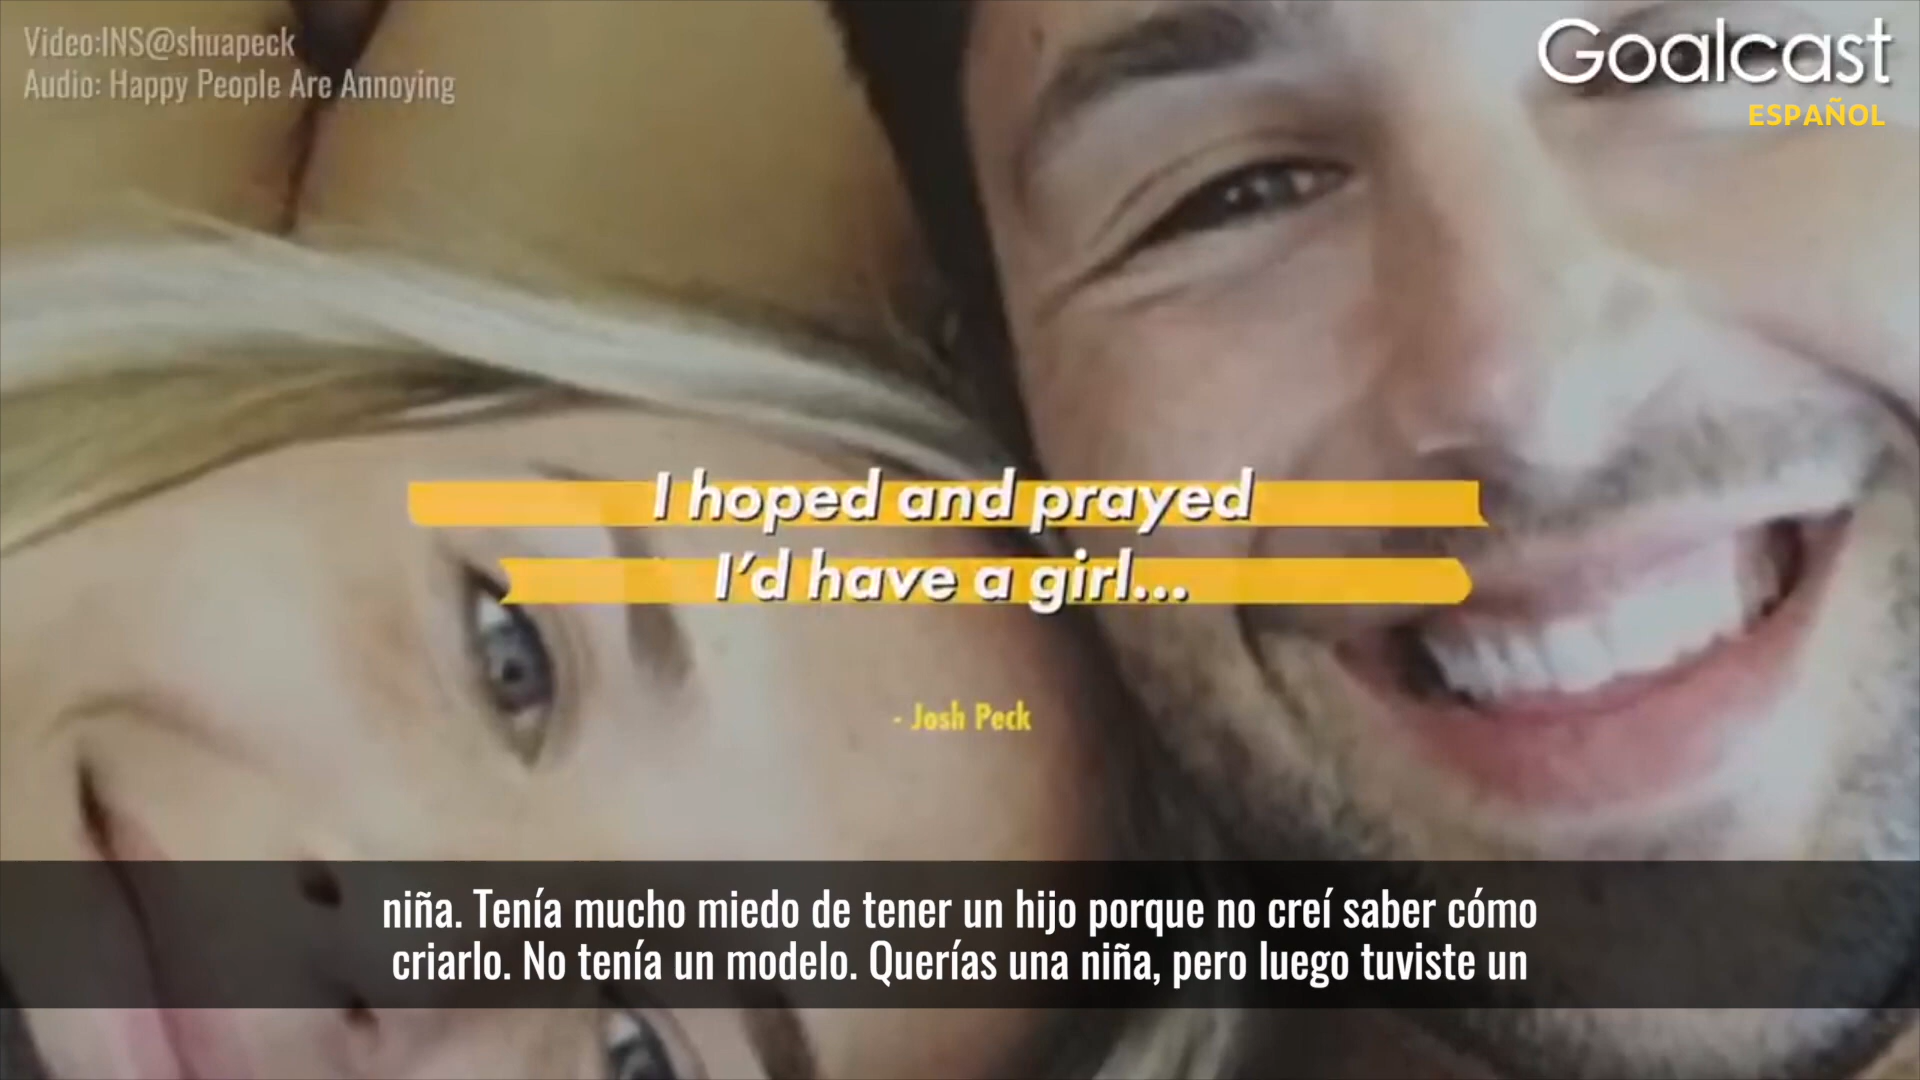 Video:INS@shuapeck
Audio: Happy People Are Annoying
Goalcast
ESPAÑOL
I hoped and prayed
I'd have a girl...
- Josh Peck
niña. Tenía mucho miedo de tener un hijo porque no creí saber cómo
criarlo. No tenía un modelo. Querías una niña, pero luego tuviste un